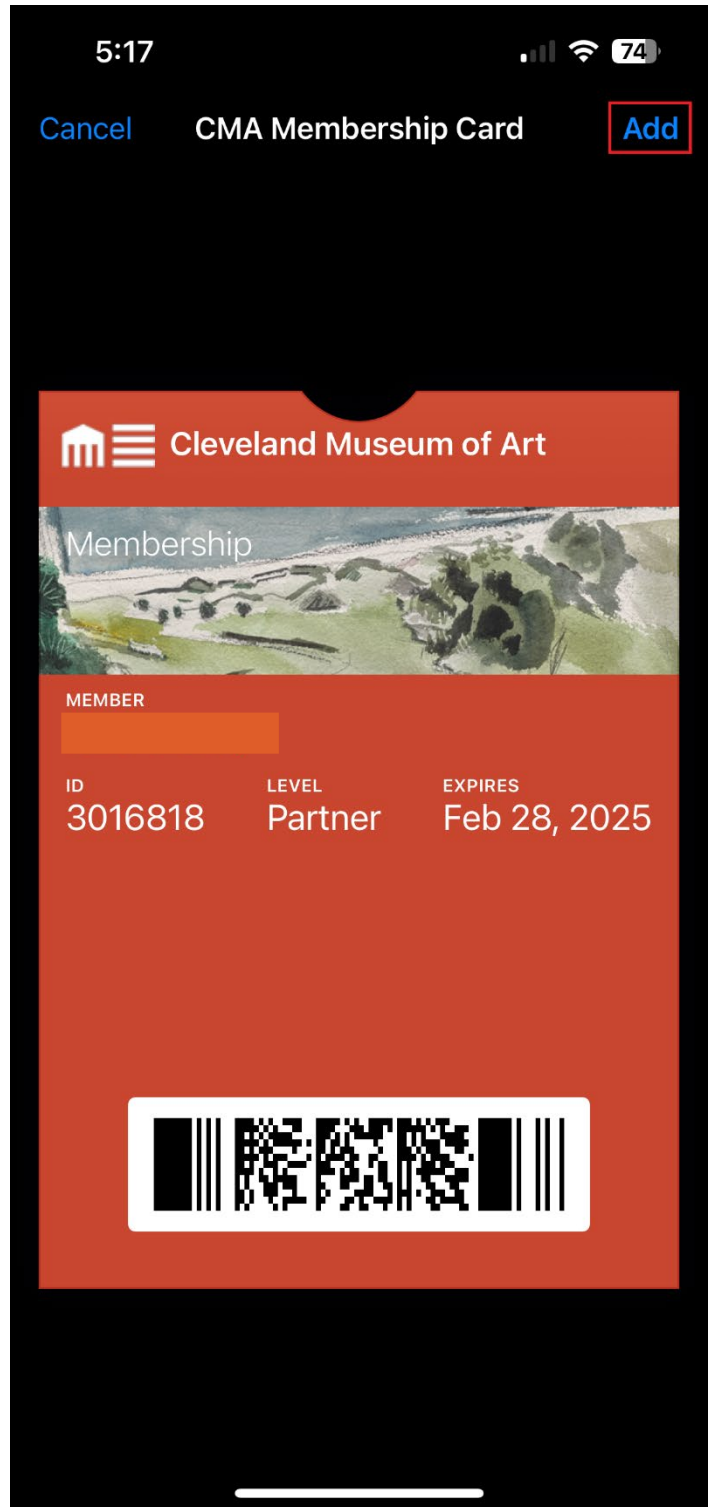 5:17 74
Cancel CMA Membership Card Add
Cleveland Museum of Art
Membership
MEMBER
ID LEVEL EXPIRES
3016818 Partner Feb 28, 2025